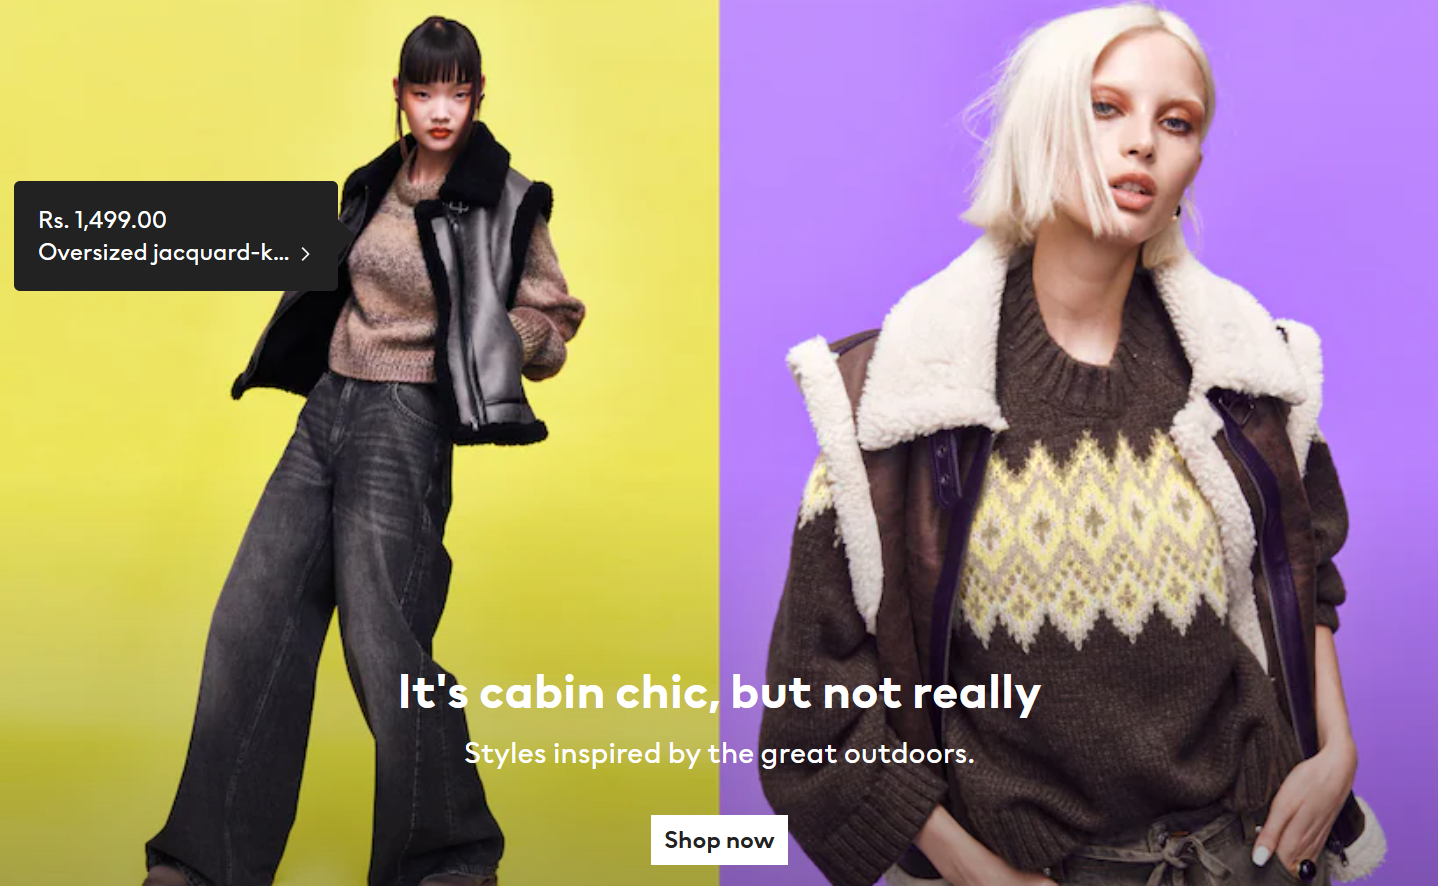 Rs. 1,499.00
Oversized jacquard-k...
It's cabin chic, but not really
Styles inspired by the great outdoors.
Shop now